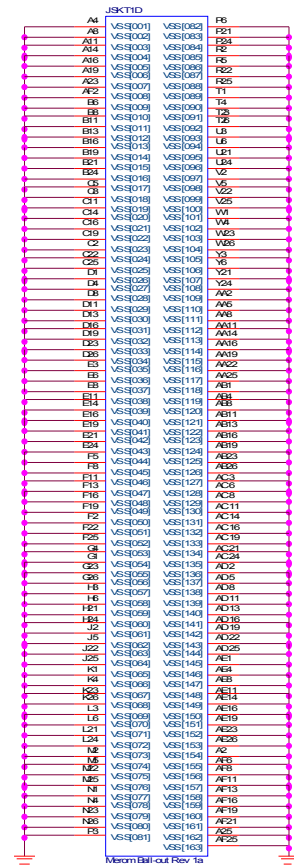 JSKT1D
A4 VSS[001] VSS[082] P6
A8 VSS[002] VSS[083] P21
A11 VSS[003] VSS[084] P24
A14 VSS[004] VSS[085] R2
A16 VSS[005] VSS[086] R5
A19 VSS[006] VSS[087] R22
A23 VSS[007] VSS[088] R25
AF2 VSS[008] VSS[089] T1
B6 VSS[009] VSS[090] T4
B8 VSS[010] VSS[091] T23
B11 VSS[011] VSS[092] T26
B13 VSS[012] VSS[093] U3
B16 VSS[013] VSS[094] U6
B19 VSS[014] VSS[095] U21
B21 VSS[015] VSS[096] U24
B24 VSS[016] VSS[097] V2
C5 VSS[017] VSS[098] V5
C8 VSS[018] VSS[099] V22
C11 VSS[019] VSS[100] V25
C14 VSS[020] VSS[101] W1
C16 VSS[021] VSS[102] W4
C19 VSS[022] VSS[103] W23
C2 VSS[023] VSS[104] W26
C22 VSS[024] VSS[105] Y3
C25 VSS[025] VSS[106] Y6
D1 VSS[026] VSS[107] Y21
D4 VSS[027] VSS[108] Y24
D8 VSS[028] VSS[109] AA2
D11 VSS[029] VSS[110] AA5
D13 VSS[030] VSS[111] AA8
D16 VSS[031] VSS[112] AA11
D19 VSS[032] VSS[113] AA14
D23 VSS[033] VSS[114] AA16
D26 VSS[034] VSS[115] AA19
E3 VSS[035] VSS[116] AA22
E6 VSS[036] VSS[117] AA25
E8 VSS[037] VSS[118] AB1
E11 VSS[038] VSS[119] AB4
E14 VSS[039] VSS[120] AB8
E16 VSS[040] VSS[121] AB11
E19 VSS[041] VSS[122] AB13
E21 VSS[042] VSS[123] AB16
E24 VSS[043] VSS[124] AB19
F5 VSS[044] VSS[125] AB23
F8 VSS[045] VSS[126] AB26
F11 VSS[046] VSS[127] AC3
F13 VSS[047] VSS[128] AC6
F16 VSS[048] VSS[129] AC8
F19 VSS[049] VSS[130] AC11
F2 VSS[050] VSS[131] AC14
F22 VSS[051] VSS[132] AC16
F25 VSS[052] VSS[133] AC19
G4 VSS[053] VSS[134] AC21
G1 VSS[054] VSS[135] AC24
G23 VSS[055] VSS[136] AD2
G26 VSS[056] VSS[137] AD5
H3 VSS[057] VSS[138] AD8
H6 VSS[058] VSS[139] AD11
H21 VSS[059] VSS[140] AD13
H24 VSS[060] VSS[141] AD16
J2 VSS[061] VSS[142] AD19
J5 VSS[062] VSS[143] AD22
J22 VSS[063] VSS[144] AD25
J25 VSS[064] VSS[145] AE1
K1 VSS[065] VSS[146] AE4
K4 VSS[066] VSS[147] AE8
K23 VSS[067] VSS[148] AE11
K26 VSS[068] VSS[149] AE14
L3 VSS[069] VSS[150] AE16
L6 VSS[070] VSS[151] AE19
L21 VSS[071] VSS[152] AE23
L24 VSS[072] VSS[153] AE26
M2 VSS[073] VSS[154] A2
M5 VSS[074] VSS[155] AF6
M22 VSS[075] VSS[156] AF8
M25 VSS[076] VSS[157] AF11
N1 VSS[077] VSS[158] AF13
N4 VSS[078] VSS[159] AF16
N23 VSS[079] VSS[160] AF19
N26 VSS[080] VSS[161] AF21
P3 VSS[081] VSS[162] A25
VSS[163] AF25
Merom Ball-out Rev 1a